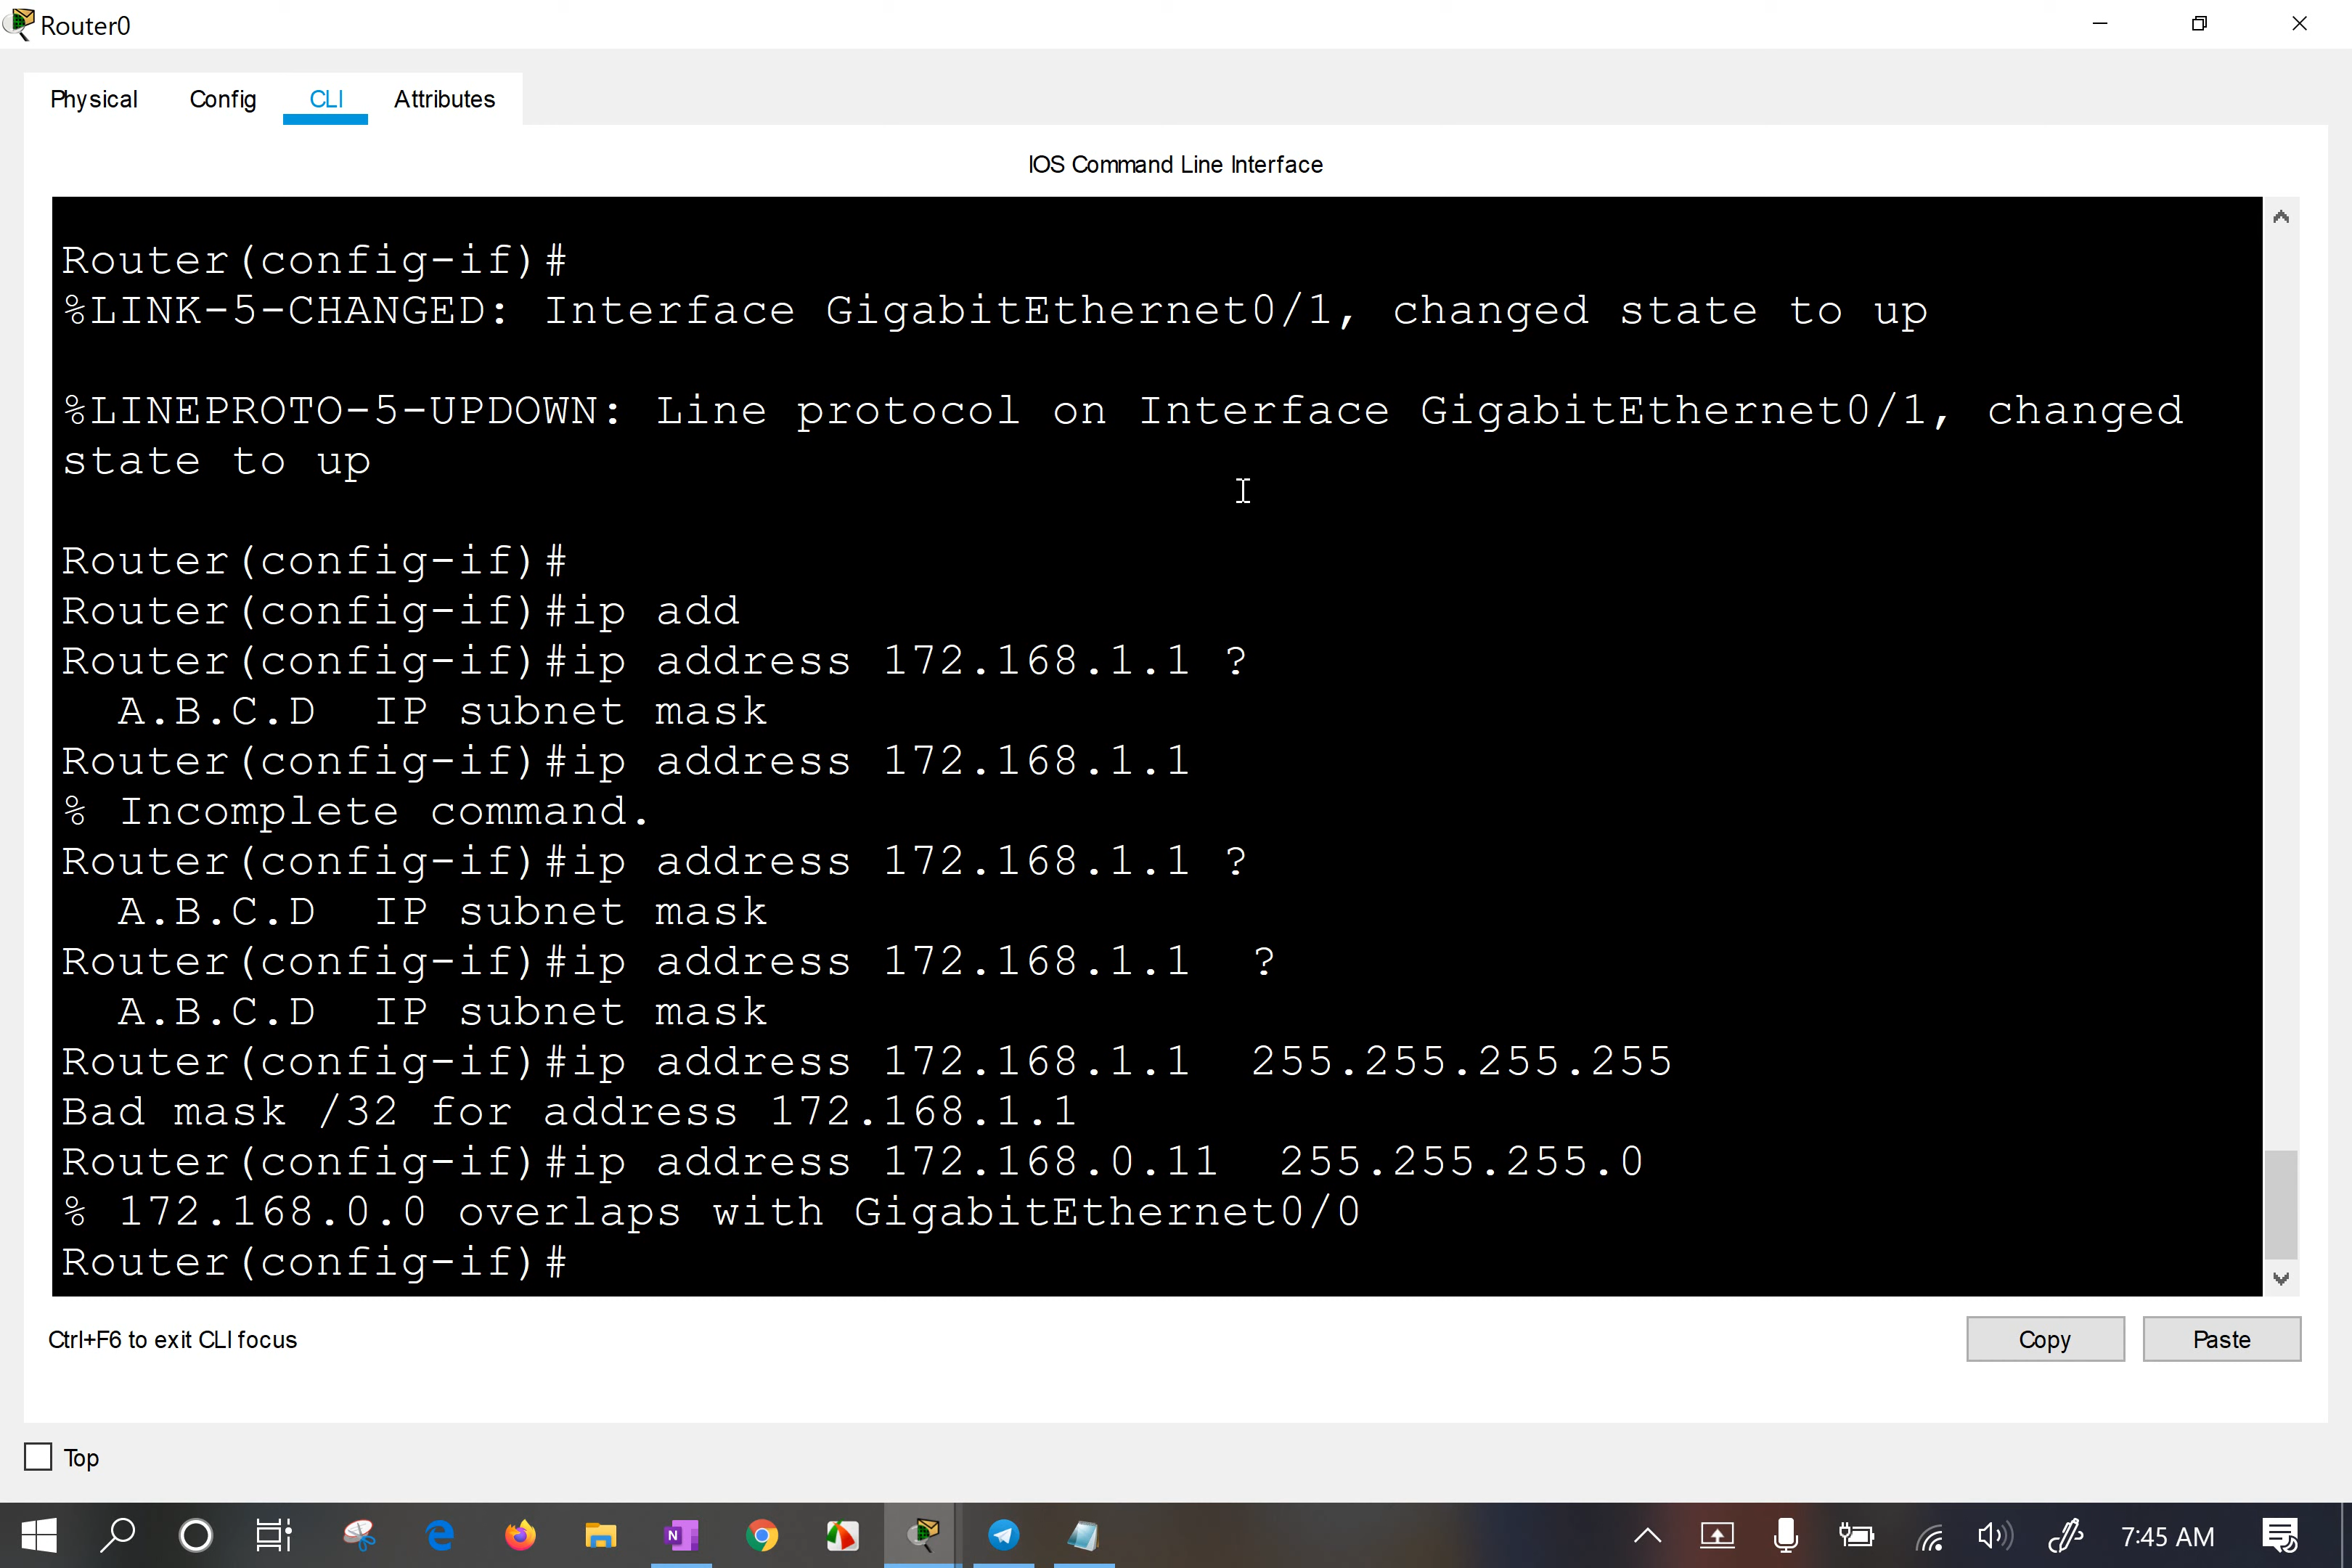 Router0
Physical Config CLI Attributes
IOS Command Line Interface
Router(config-if)#
%LINK-5-CHANGED: Interface GigabitEthernet0/1, changed state to up
%LINEPROTO-5-UPDOWN: Line protocol on Interface GigabitEthernet0/1, changed
state to up
Router(config-if)#
Router(config-if)#ip add
Router(config-if)#ip address 172.168.1.1 ?
  A.B.C.D  IP subnet mask
Router(config-if)#ip address 172.168.1.1
% Incomplete command.
Router(config-if)#ip address 172.168.1.1 ?
  A.B.C.D  IP subnet mask
Router(config-if)#ip address 172.168.1.1  ?
  A.B.C.D  IP subnet mask
Router(config-if)#ip address 172.168.1.1  255.255.255.255
Bad mask /32 for address 172.168.1.1
Router(config-if)#ip address 172.168.0.11  255.255.255.0
% 172.168.0.0 overlaps with GigabitEthernet0/0
Router(config-if)#
Ctrl+F6 to exit CLI focus
Copy Paste
Top
N
7:45 AM